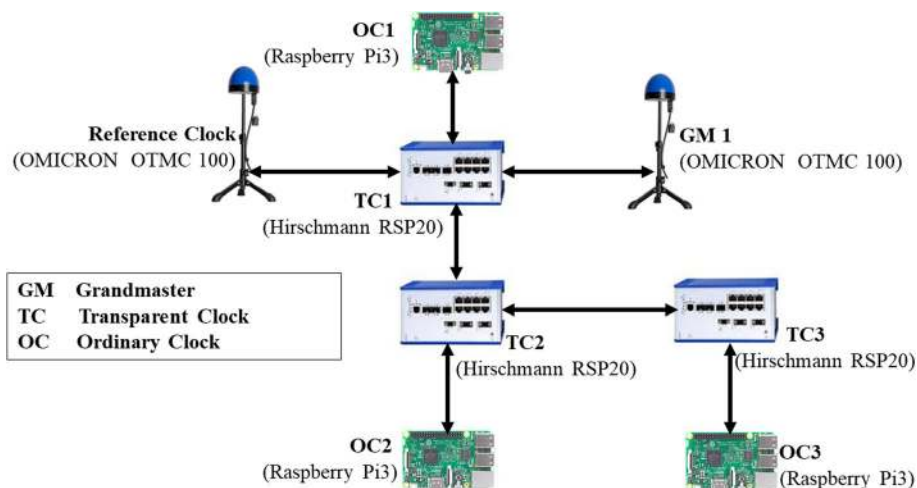 OC1
(Raspberry Pi3)
Reference Clock
(OMICRON OTMC 100)
GM 1
(OMICRON OTMC 100)
TC1
(Hirschmann RSP20)
GM Grandmaster
TC Transparent Clock
OC Ordinary Clock
TC2
(Hirschmann RSP20)
TC3
(Hirschmann RSP20)
OC2
(Raspberry Pi3)
OC3
(Raspberry Pi3)